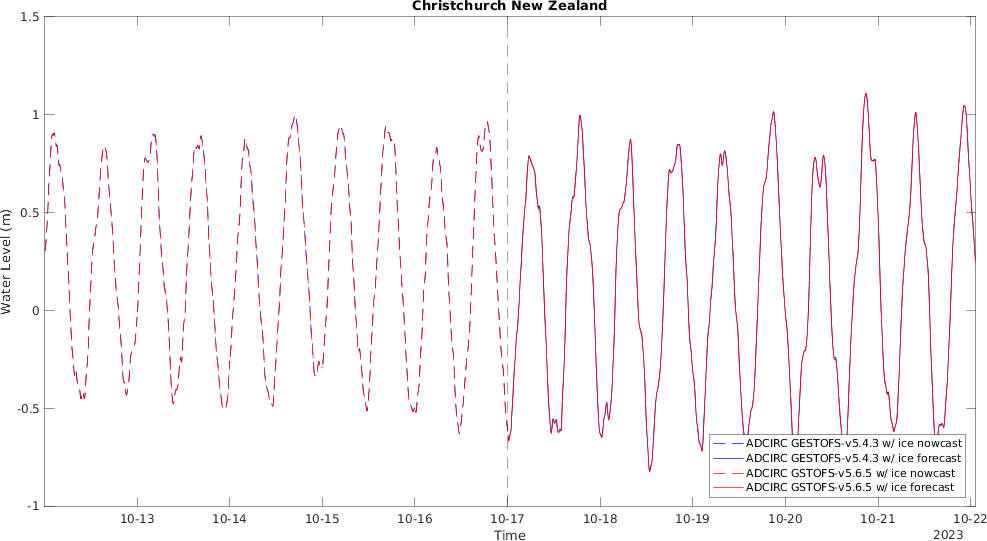 Christchurch New Zealand
1.5
1
0.5
0
-0.5
-1
Water Level (m)
ADCIRC GESTOFS-v5.4.3 w/ ice nowcast
ADCIRC GESTOFS-v5.4.3 w/ ice forecast
ADCIRC GSTOFS-v5.6.5 w/ ice nowcast
ADCIRC GSTOFS-v5.6.5 w/ ice forecast
10-13 10-14 10-15 10-16 10-17 10-18 10-19 10-20 10-21 10-22
Time
2023